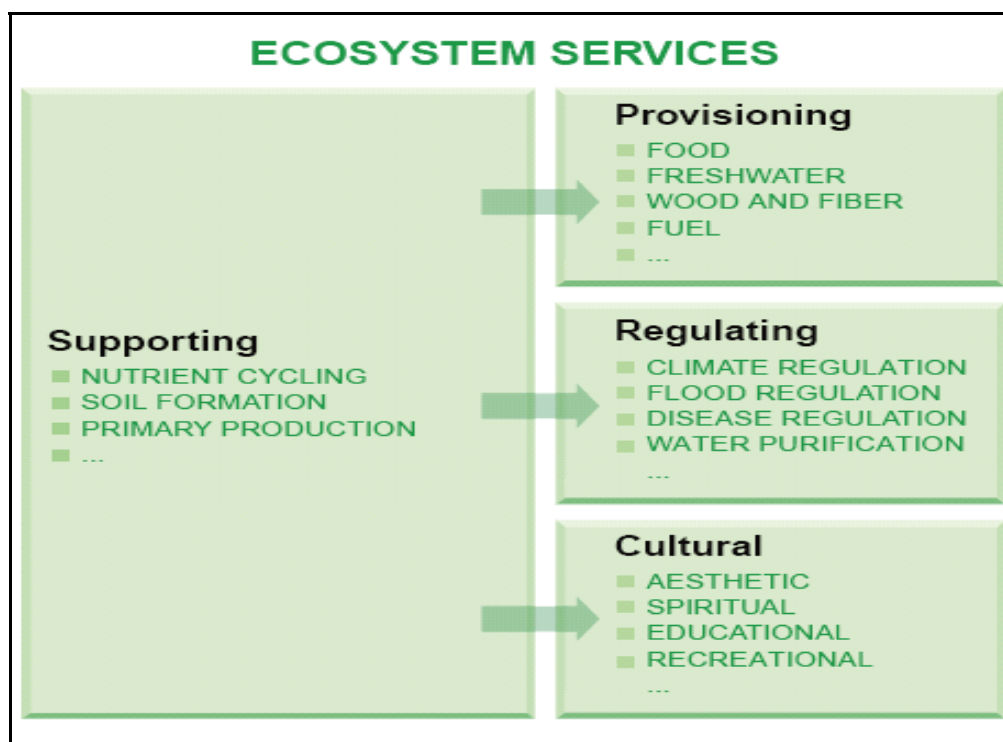 ECOSYSTEM SERVICES
Supporting
NUTRIENT CYCLING
SOIL FORMATION
PRIMARY PRODUCTION
...
Provisioning
FOOD
FRESHWATER
WOOD AND FIBER
FUEL
...
Regulating
CLIMATE REGULATION
FLOOD REGULATION
DISEASE REGULATION
WATER PURIFICATION
...
Cultural
AESTHETIC
SPIRITUAL
EDUCATIONAL
RECREATIONAL
...